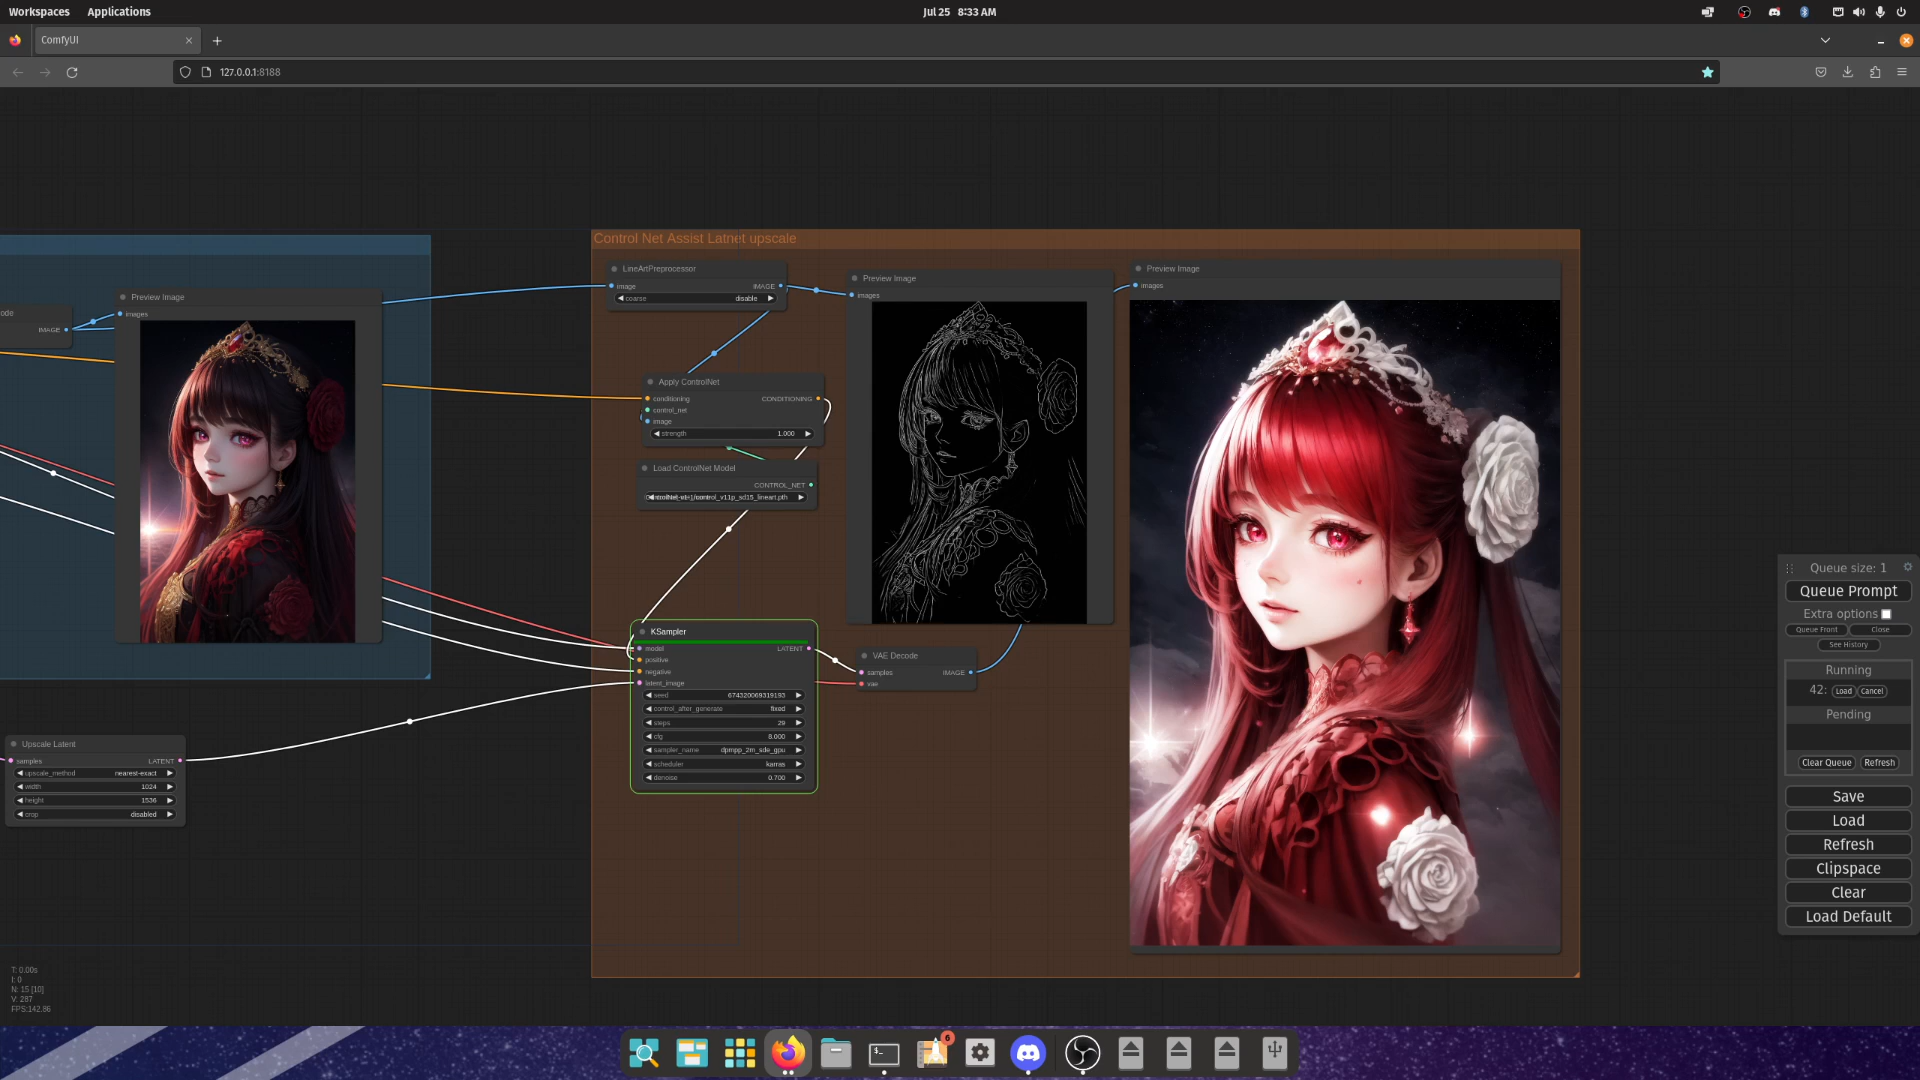 Workspaces Applications Jul 25 8:33 AM
ComfyUI
127.0.0.1:8188
Control Net Assist Latnet upscale
ode
IMAGE
Preview Image
images
LineArtPreprocessor
image IMAGE
coarse disable
Preview Image
images
Preview Image
images
Apply ControlNet
conditioning CONDITIONING
control_net
image
strength 1.000
Load ControlNet Model
CONTROL_NET
control_v11p_sd15_lineart.pth
KSampler
model LATENT
positive
negative
latent_image
seed 674320069319193
control_after_generate fixed
steps 29
cfg 8.000
sampler_name dpmpp_2m_sde_gpu
scheduler karras
denoise 0.700
VAE Decode
samples IMAGE
vae
Upscale Latent
samples LATENT
upscale_method nearest-exact
width 1024
height 1536
crop disabled
Queue size: 1
Queue Prompt
Extra options
Queue Front Close
See History
Running
42: Load Cancel
Pending
Clear Queue Refresh
Save
Load
Refresh
Clipspace
Clear
Load Default
T: 0.00s
I: 0
N: 15 [10]
V: 287
FPS:142.86
6